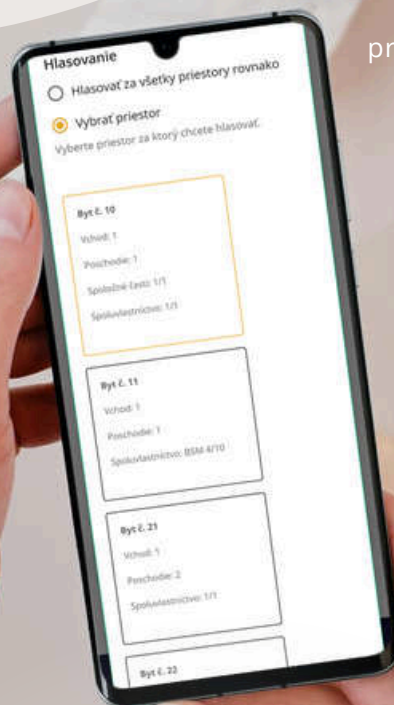 pr
Hlasovanie
Hlasovať za všetky priestory rovnako
Vybrať priestor
Vyberte priestor za ktorý chcete hlasovať.
Byt č. 10
Vchod: 1
Poschodie: 1
Spoločné časti: 1/1
Spoluvlastníctvo: 1/1
Byt č. 11
Vchod: 1
Poschodie: 1
Spoluvlastníctvo: BSM 4/10
Byt č. 21
Vchod: 1
Poschodie: 2
Spoluvlastníctvo: 1/1
Byt č. 22